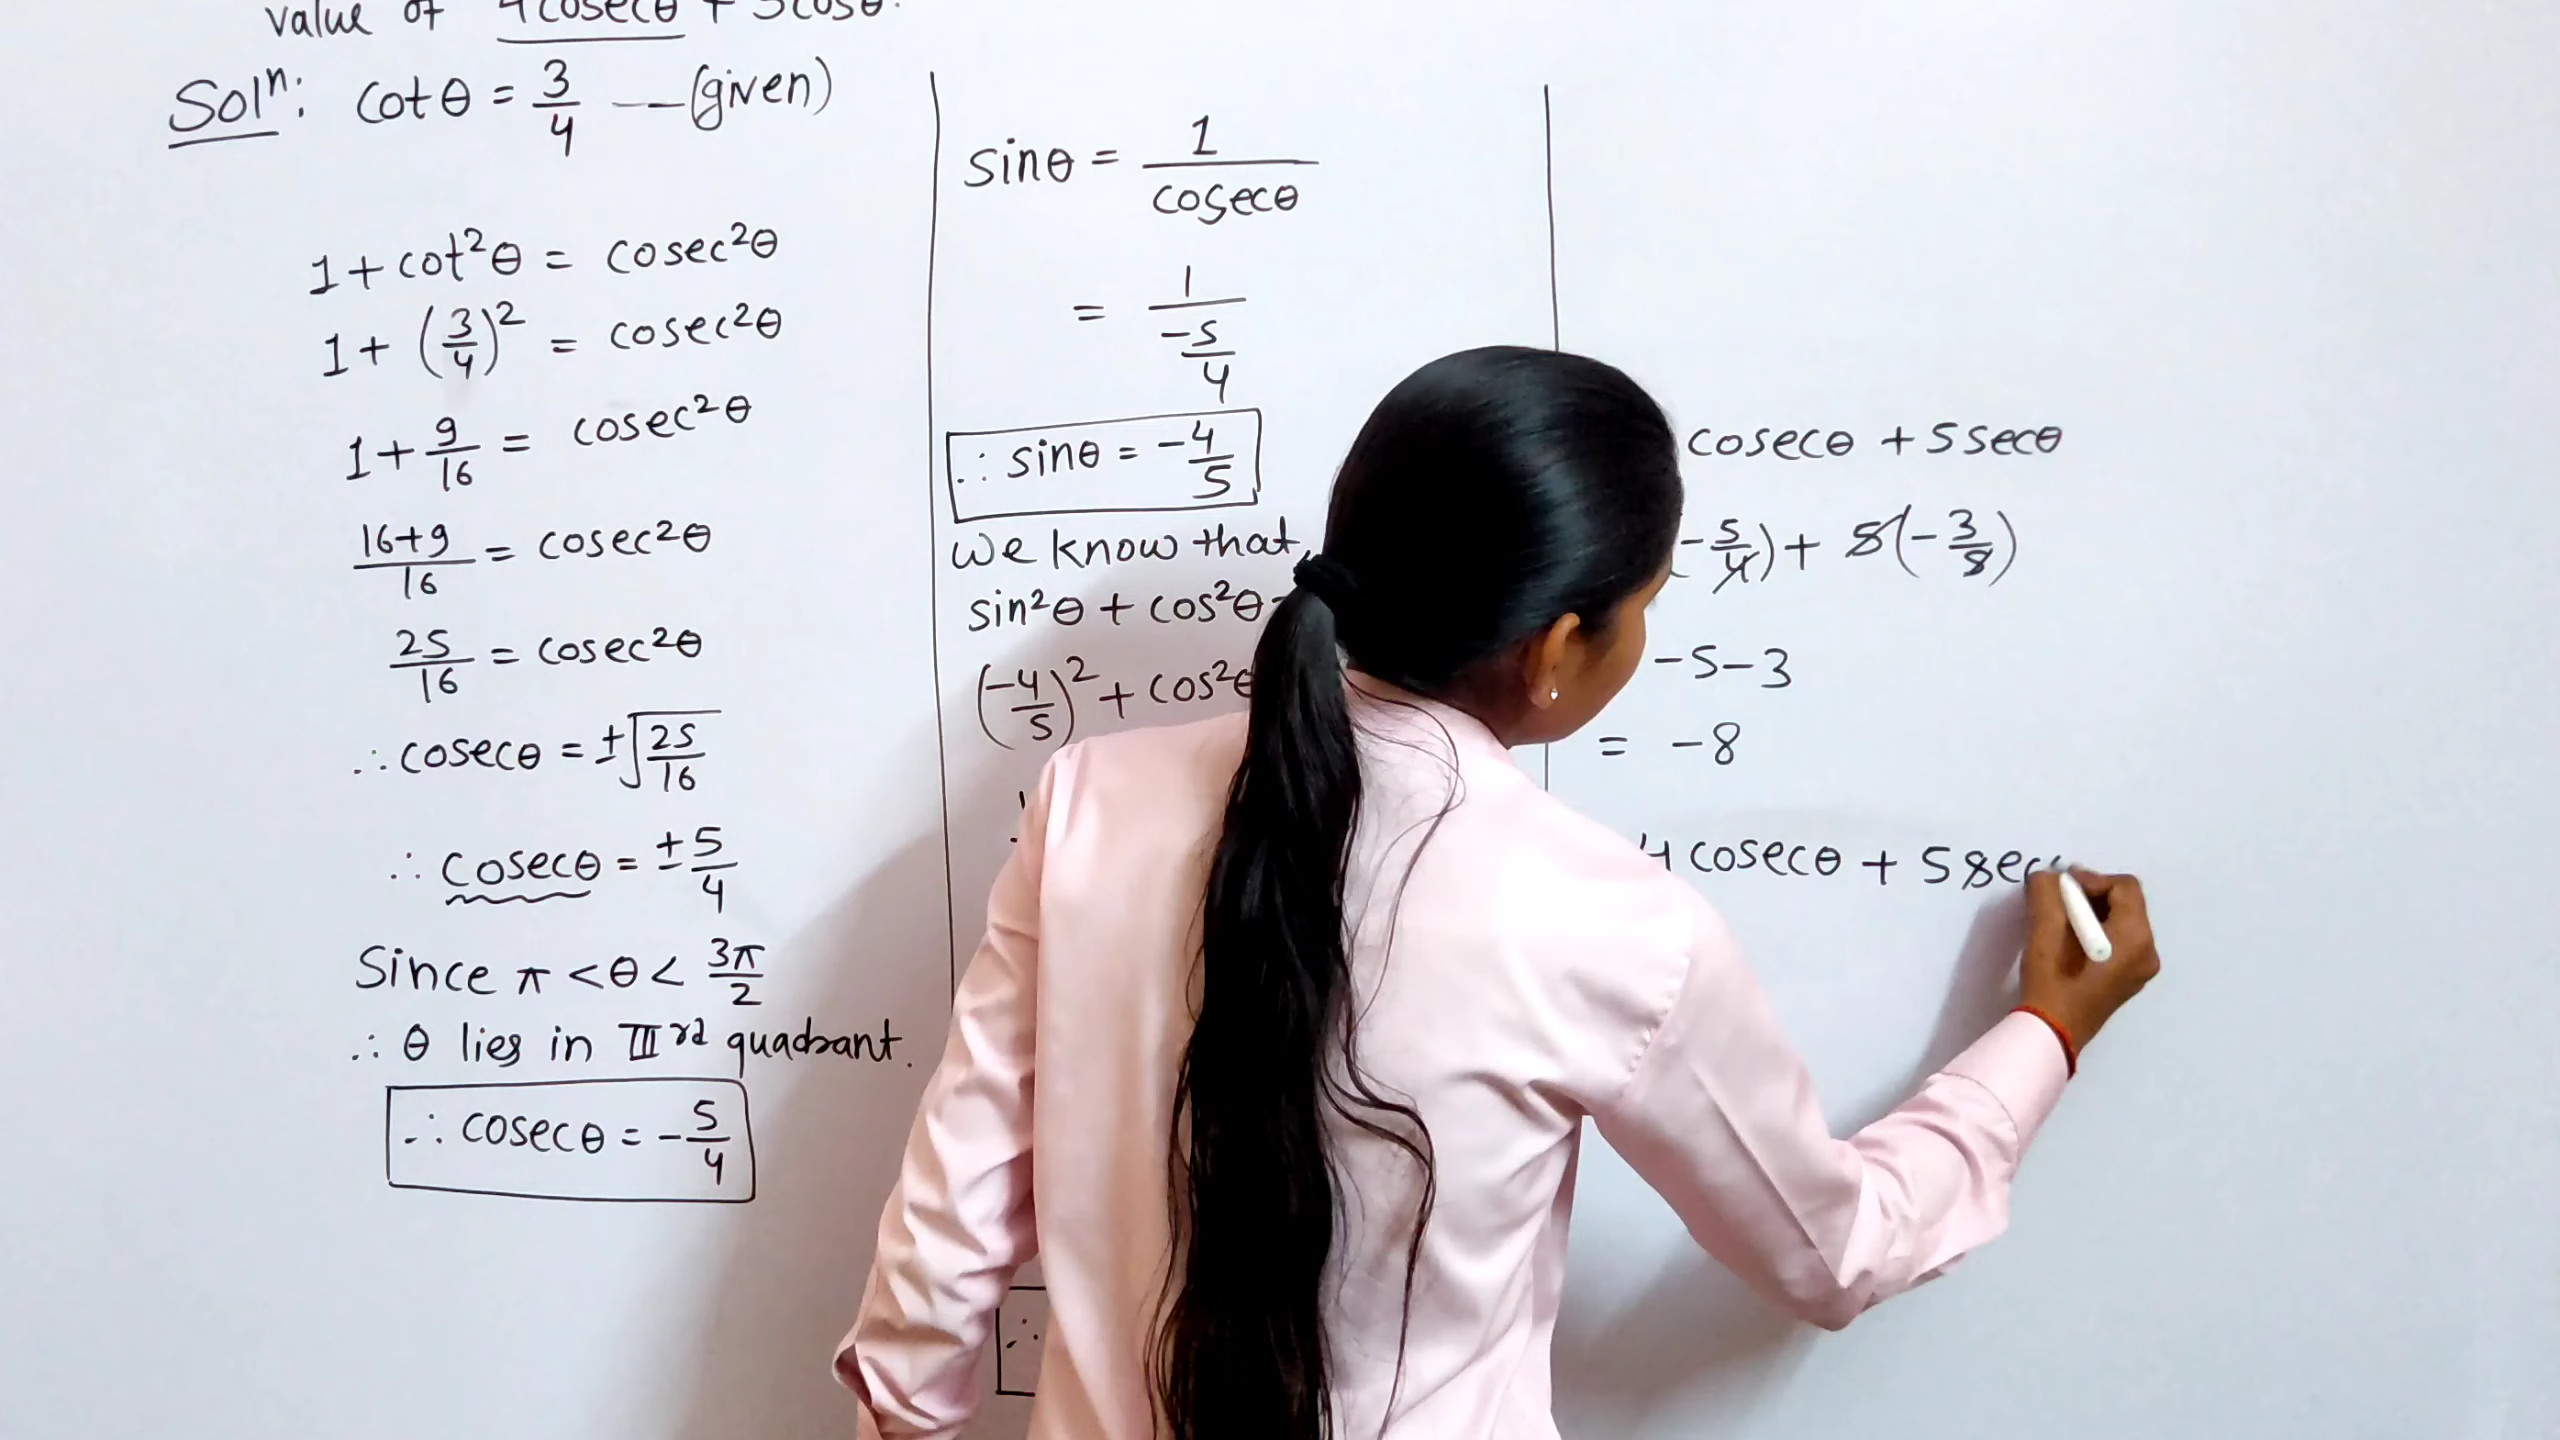 value of 4cosecθ + 5cosθ.
Solⁿ: cotθ = 3/4 —(given)
1+cot²θ = cosec²θ
1+ (3/4)² = cosec²θ
1+ 9/16 = cosec²θ
16+9/16 = cosec²θ
25/16 = cosec²θ
∴ cosecθ = ±√25/16
∴ cosecθ = ±5/4
Since π<θ< 3π/2
∴ θ lies in IIIrd quadrant.
∴ cosecθ = -5/4
sinθ = 1/cosecθ
= 1/-5/4
∴ sinθ = -4/5
We know that,
sin²θ + cos²θ
(-4/5)² + cos²θ
∴
cosecθ + 5secθ
(-5/4) + 5(-3/5)
-5-3
= -8
4cosecθ + 5sec